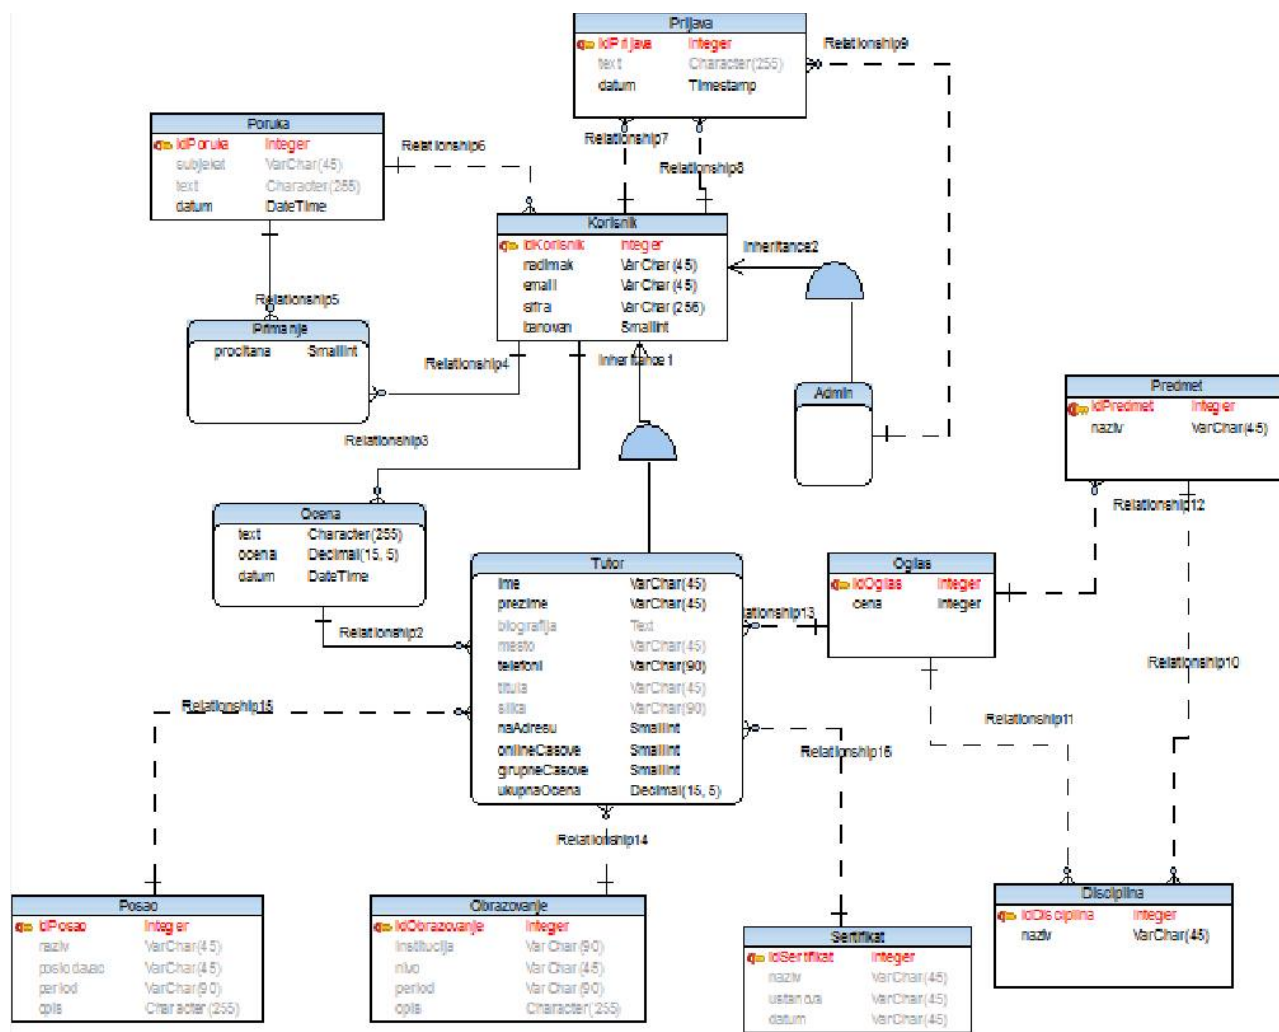 Prijava
idPrijava Integer
text Character(255)
datum Timestamp
Relationship9
Poruka
idPoruka Integer
subjekat VarChar(45)
text Character(255)
datum DateTime
Relationship6
Relationship7
Relationship8
Korisnik
idKorisnik Integer
nadimak VarChar(45)
email VarChar(45)
sifra VarChar(256)
banovan Smallint
Inheritance2
Relationship5
Primanje
procitana Smallint
Relationship4
Inheritance1
Admin
Predmet
idPredmet Integer
naziv VarChar(45)
Relationship3
Relationship12
Ocena
text Character(255)
ocena Decimal(15, 5)
datum DateTime
Relationship2
Tutor
ime VarChar(45)
prezime VarChar(45)
biografija Text
mesto VarChar(45)
telefoni VarChar(90)
titula VarChar(45)
slika VarChar(90)
naAdresu Smallint
onlineCasove Smallint
grupneCasove Smallint
ukupnaOcena Decimal(15, 5)
elationship13
Oglas
idOglas Integer
cena Integer
Relationship10
Relationship11
Relationship15
Relationship16
Relationship14
Posao
idPosao Integer
naziv VarChar(45)
poslodavac VarChar(45)
period VarChar(90)
opis Character(255)
Obrazovanje
idObrazovanje Integer
institucija VarChar(90)
nivo VarChar(45)
period VarChar(90)
opis Character(255)
Sertifikat
idSertifikat Integer
naziv VarChar(45)
ustanova VarChar(45)
datum VarChar(45)
Disciplina
idDisciplina Integer
naziv VarChar(45)